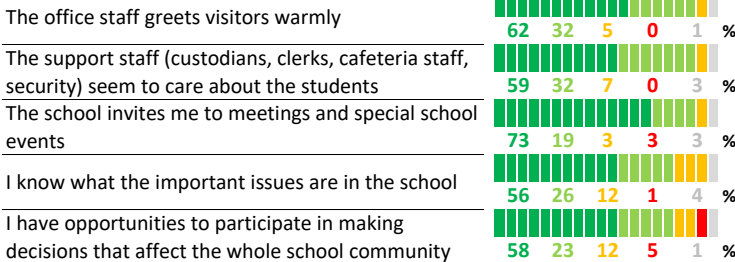 The office staff greets visitors warmly
62 32 5 0 1 %
The support staff (custodians, clerks, cafeteria staff,
security) seem to care about the students
59 32 7 0 3 %
The school invites me to meetings and special school
events
73 19 3 3 3 %
I know what the important issues are in the school
56 26 12 1 4 %
I have opportunities to participate in making
decisions that affect the whole school community
58 23 12 5 1 %